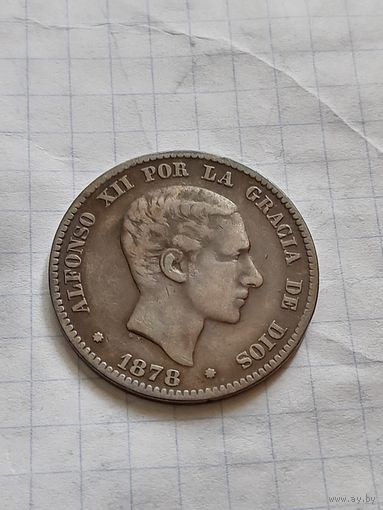 ALFONSO XII POR LA GRACIA DE DIOS
* 1878 *
www.ay.by